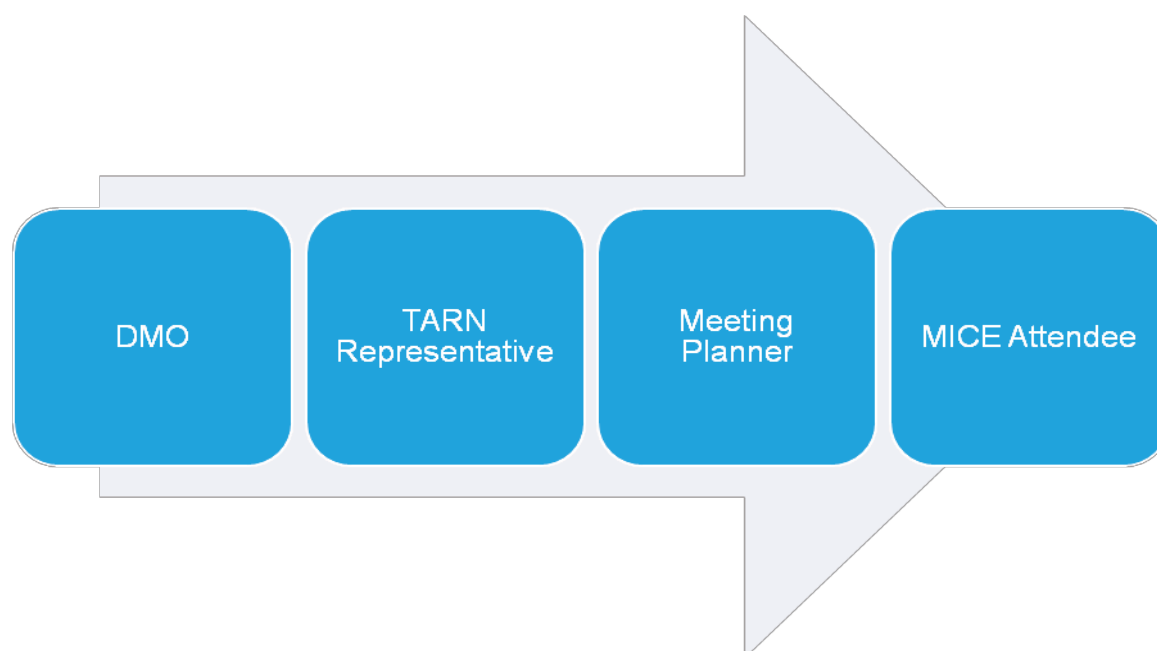 DMO
TARN
Representative
Meeting
Planner
MICE Attendee